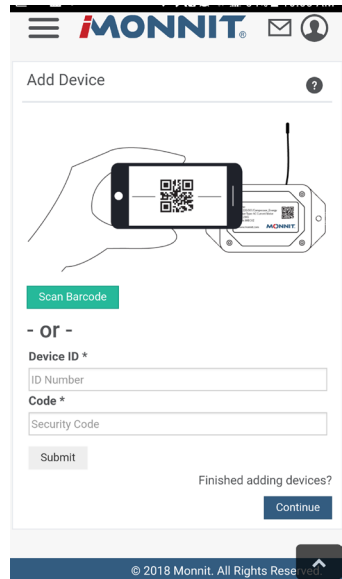 iMONNIT®
Add Device
?
MONNIT
Scan Barcode
- or -
Device ID *
ID Number
Code *
Security Code
Submit
Finished adding devices?
Continue
© 2018 Monnit. All Rights Reserved.